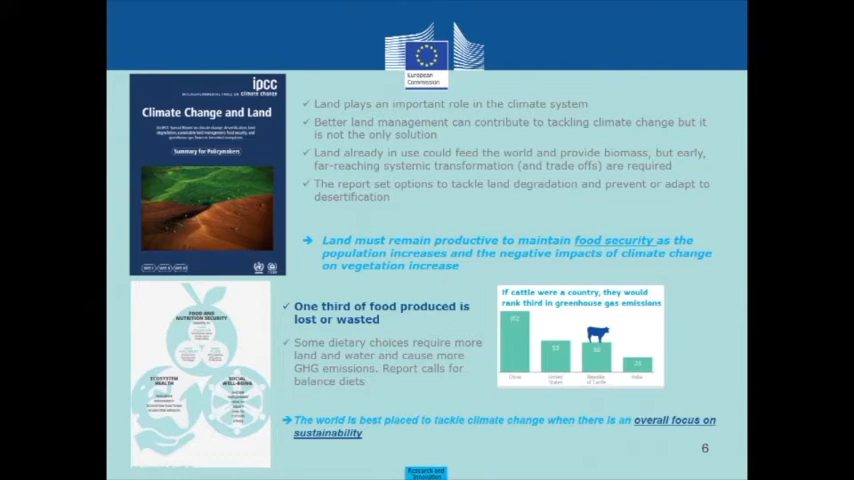 European
Commission
ipcc
climate change
Climate Change and Land
Summary for Policymakers
✓ Land plays an important role in the climate system
✓ Better land management can contribute to tackling climate change but it
is not the only solution
✓ Land already in use could feed the world and provide biomass, but early,
far-reaching systemic transformation (and trade offs) are required
✓ The report set options to tackle land degradation and prevent or adapt to
desertification
➔ Land must remain productive to maintain food security as the
population increases and the negative impacts of climate change
on vegetation increase
FOOD AND
NUTRITION SECURITY
ECOSYSTEM
HEALTH
SOCIAL
WELL-BEING
✓ One third of food produced is
lost or wasted
✓ Some dietary choices require more
land and water and cause more
GHG emissions. Report calls for
balance diets
If cattle were a country, they would
rank third in greenhouse gas emissions
China
United
States
Republic
of Cattle
India
➔ The world is best placed to tackle climate change when there is an overall focus on
sustainability
6
Research and
Innovation